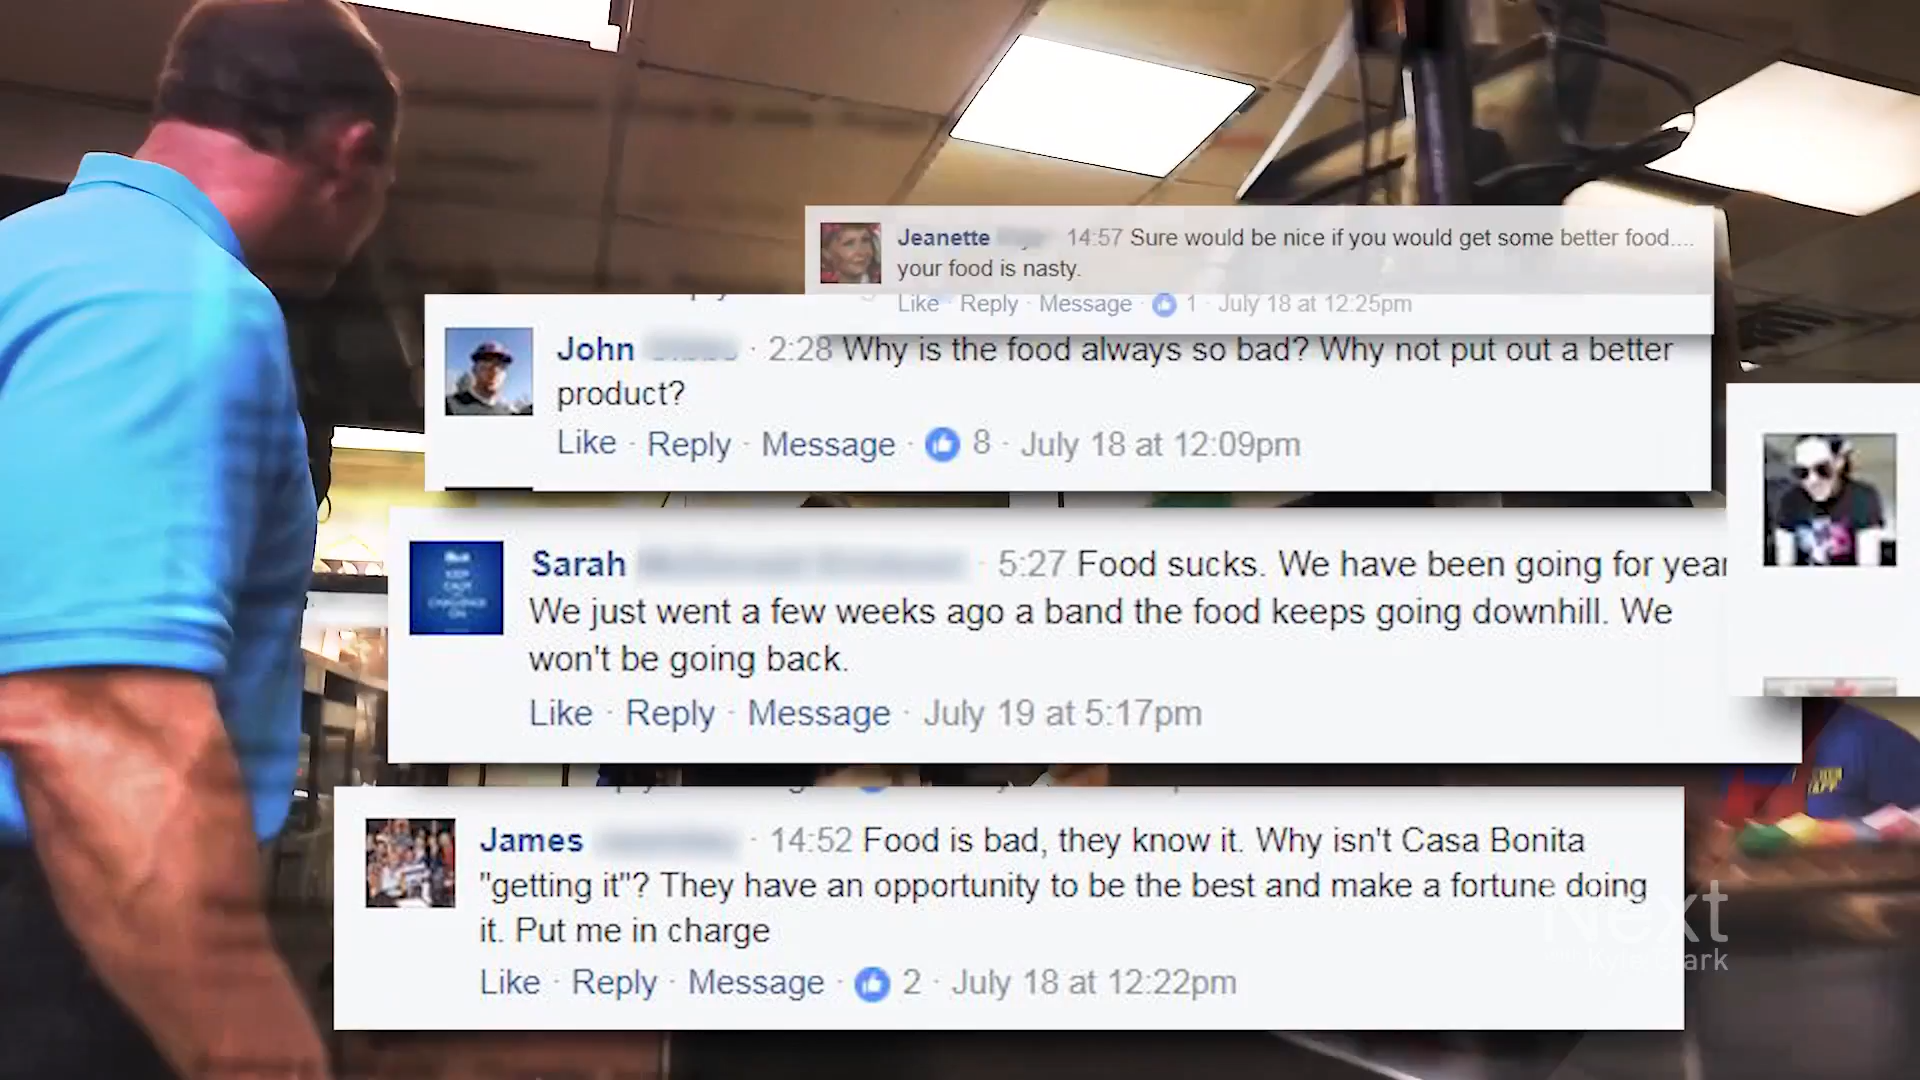 Jeanette · 14:57 Sure would be nice if you would get some better food....
your food is nasty.
Like · Reply · Message · 1 · July 18 at 12:25pm
John · 2:28 Why is the food always so bad? Why not put out a better
product?
Like · Reply · Message · 8 · July 18 at 12:09pm
Sarah · 5:27 Food sucks. We have been going for year
We just went a few weeks ago a band the food keeps going downhill. We
won't be going back.
Like · Reply · Message · July 19 at 5:17pm
James · 14:52 Food is bad, they know it. Why isn't Casa Bonita
"getting it"? They have an opportunity to be the best and make a fortune doing
it. Put me in charge
Like · Reply · Message · 2 · July 18 at 12:22pm
Next
Kyle Clark